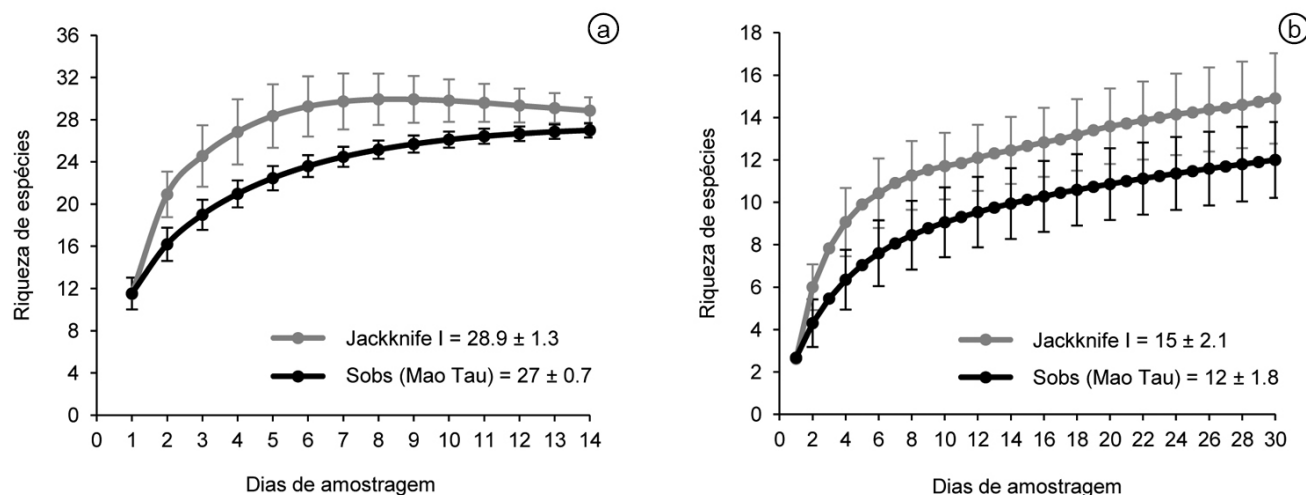 a
36
32
28
24
20
16
12
8
4
0
Riqueza de espécies
Jackknife I = 28.9 ± 1.3
Sobs (Mao Tau) = 27 ± 0.7
0 1 2 3 4 5 6 7 8 9 10 11 12 13 14
Dias de amostragem
b
18
16
14
12
10
8
6
4
2
0
Riqueza de espécies
Jackknife I = 15 ± 2.1
Sobs (Mao Tau) = 12 ± 1.8
0 2 4 6 8 10 12 14 16 18 20 22 24 26 28 30
Dias de amostragem